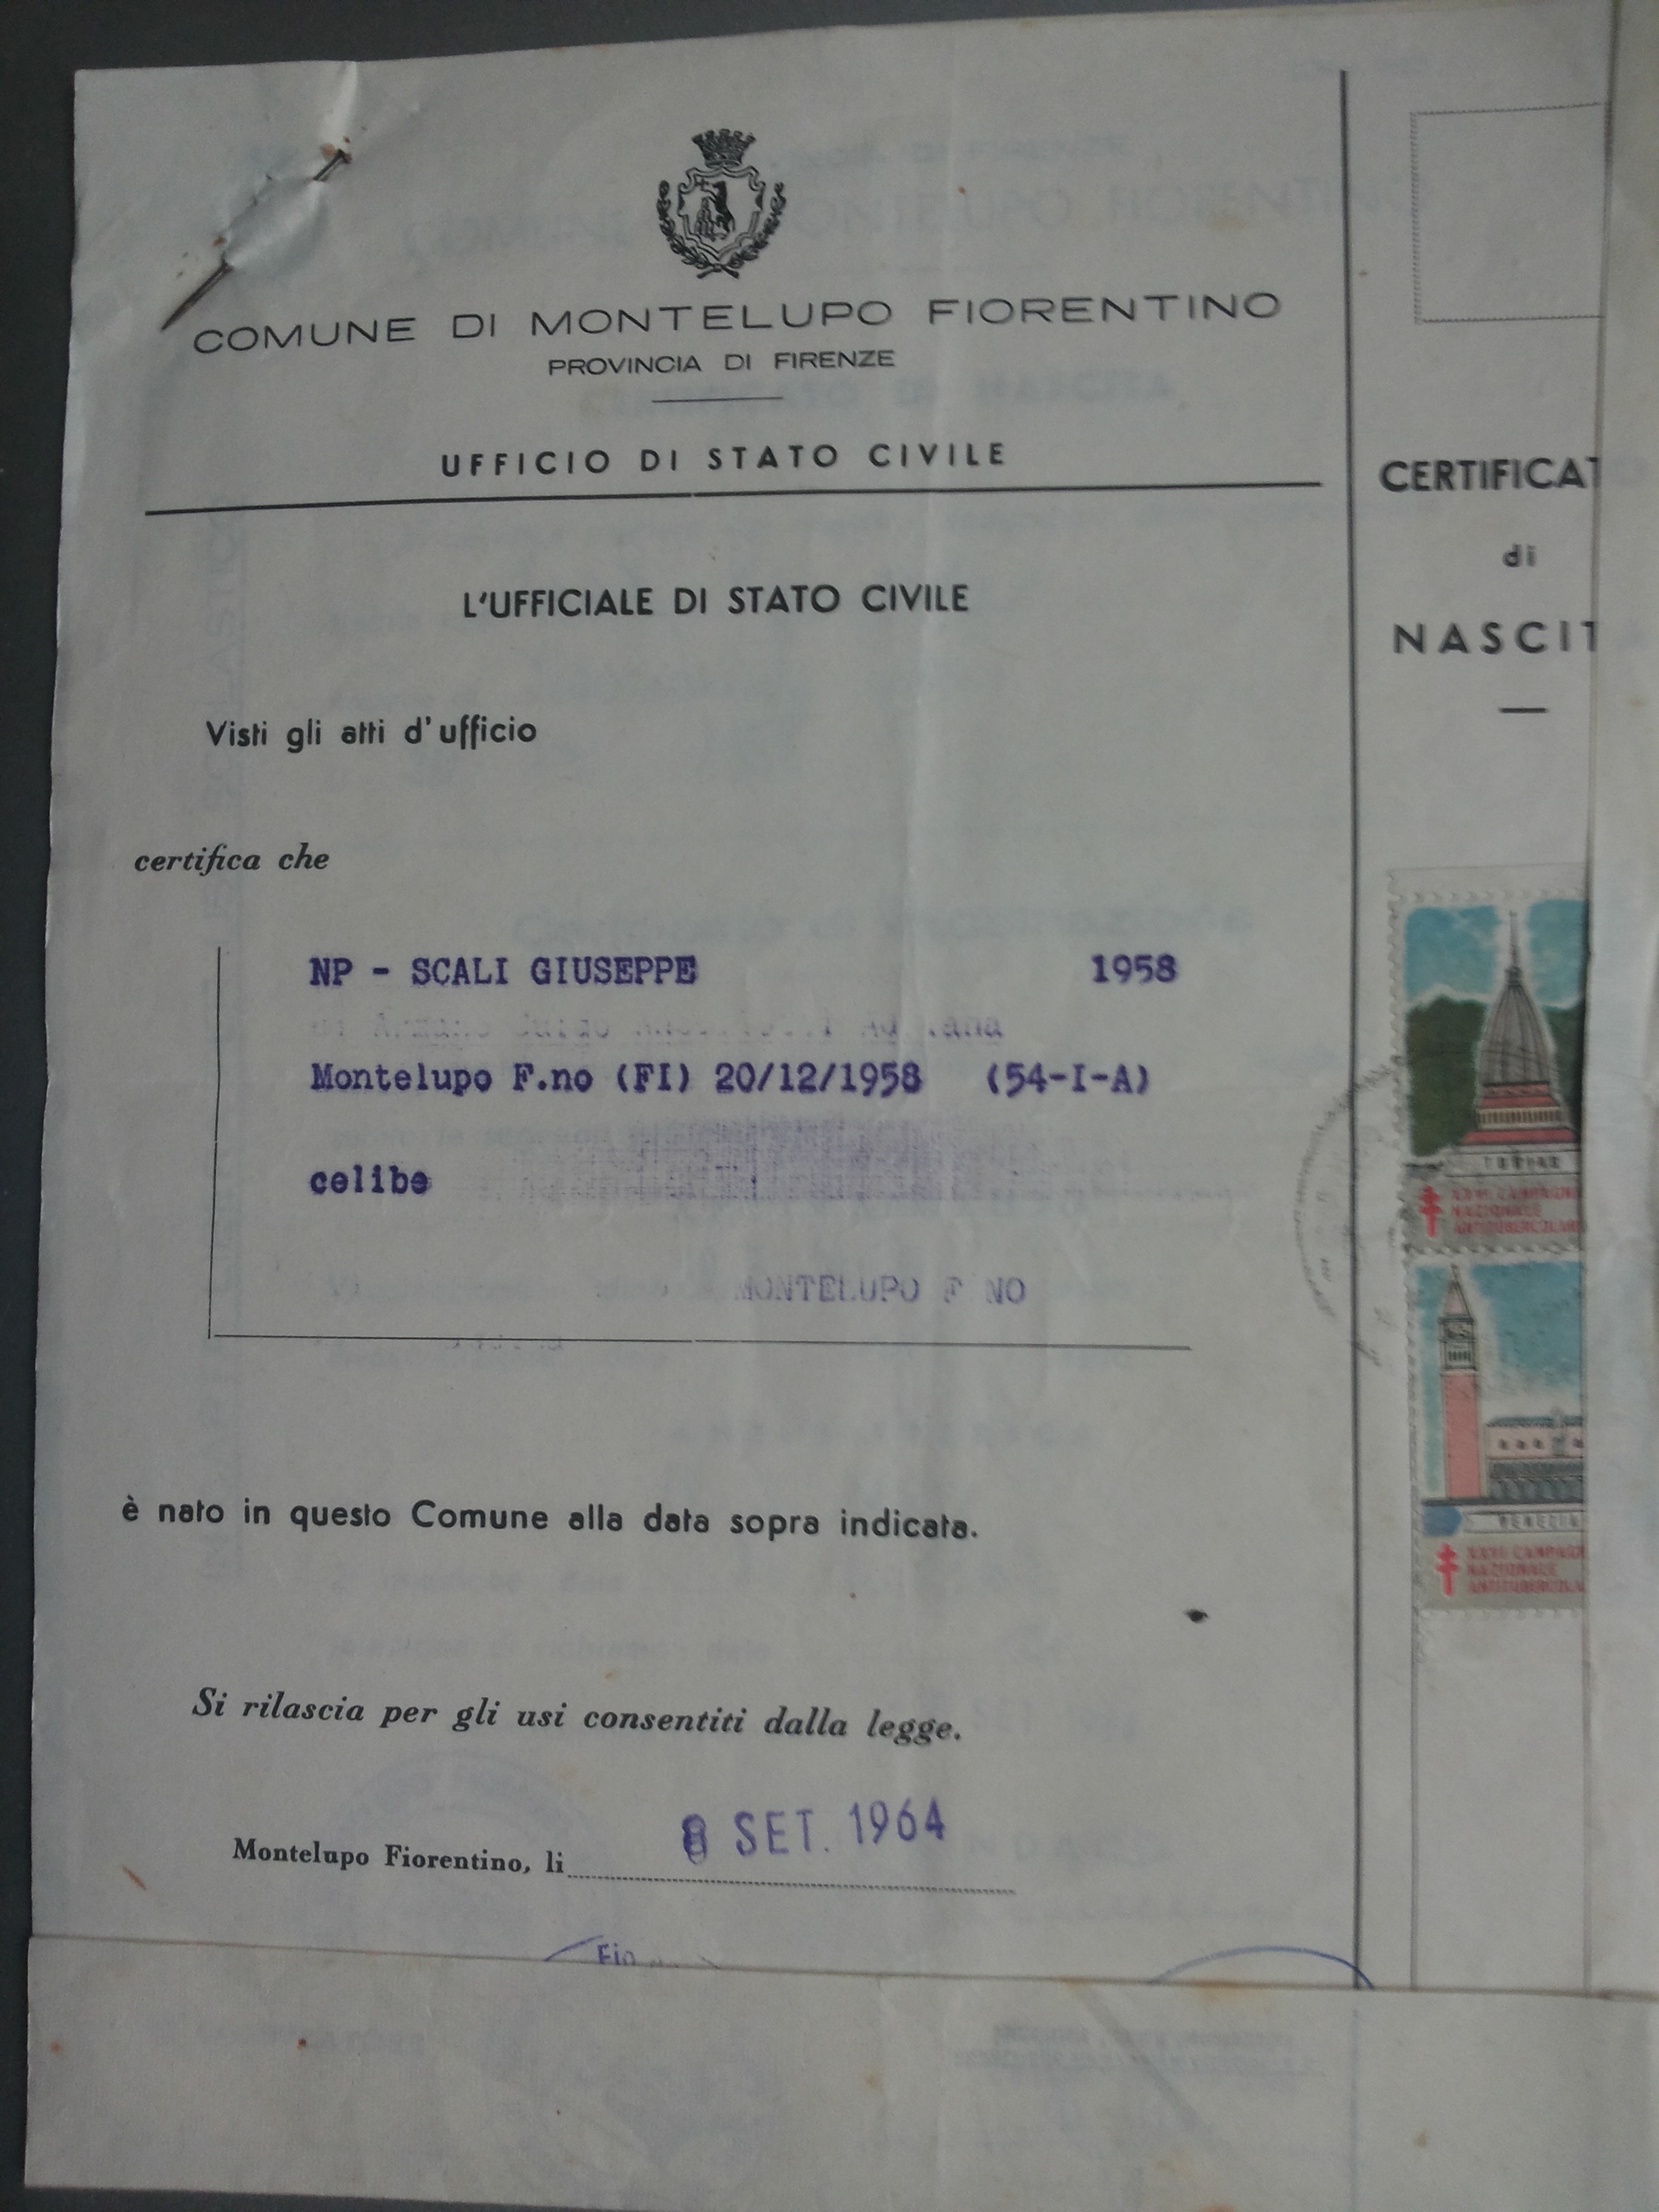 COMUNE DI MONTELUPO FIORENTINO
PROVINCIA DI FIRENZE
UFFICIO DI STATO CIVILE
L'UFFICIALE DI STATO CIVILE
Visti gli atti d'ufficio
certifica che
NP - SCALI GIUSEPPE 1958
Montelupo F.no (FI) 20/12/1958 (54-I-A)
celibe
MONTELUPO F NO
è nato in questo Comune alla data sopra indicata.
Si rilascia per gli usi consentiti dalla legge.
Montelupo Fiorentino, li 8 SET. 1964
CERTIFICAT
di
NASCIT
NAZIONALE
VENEZIA
NAZIONALE